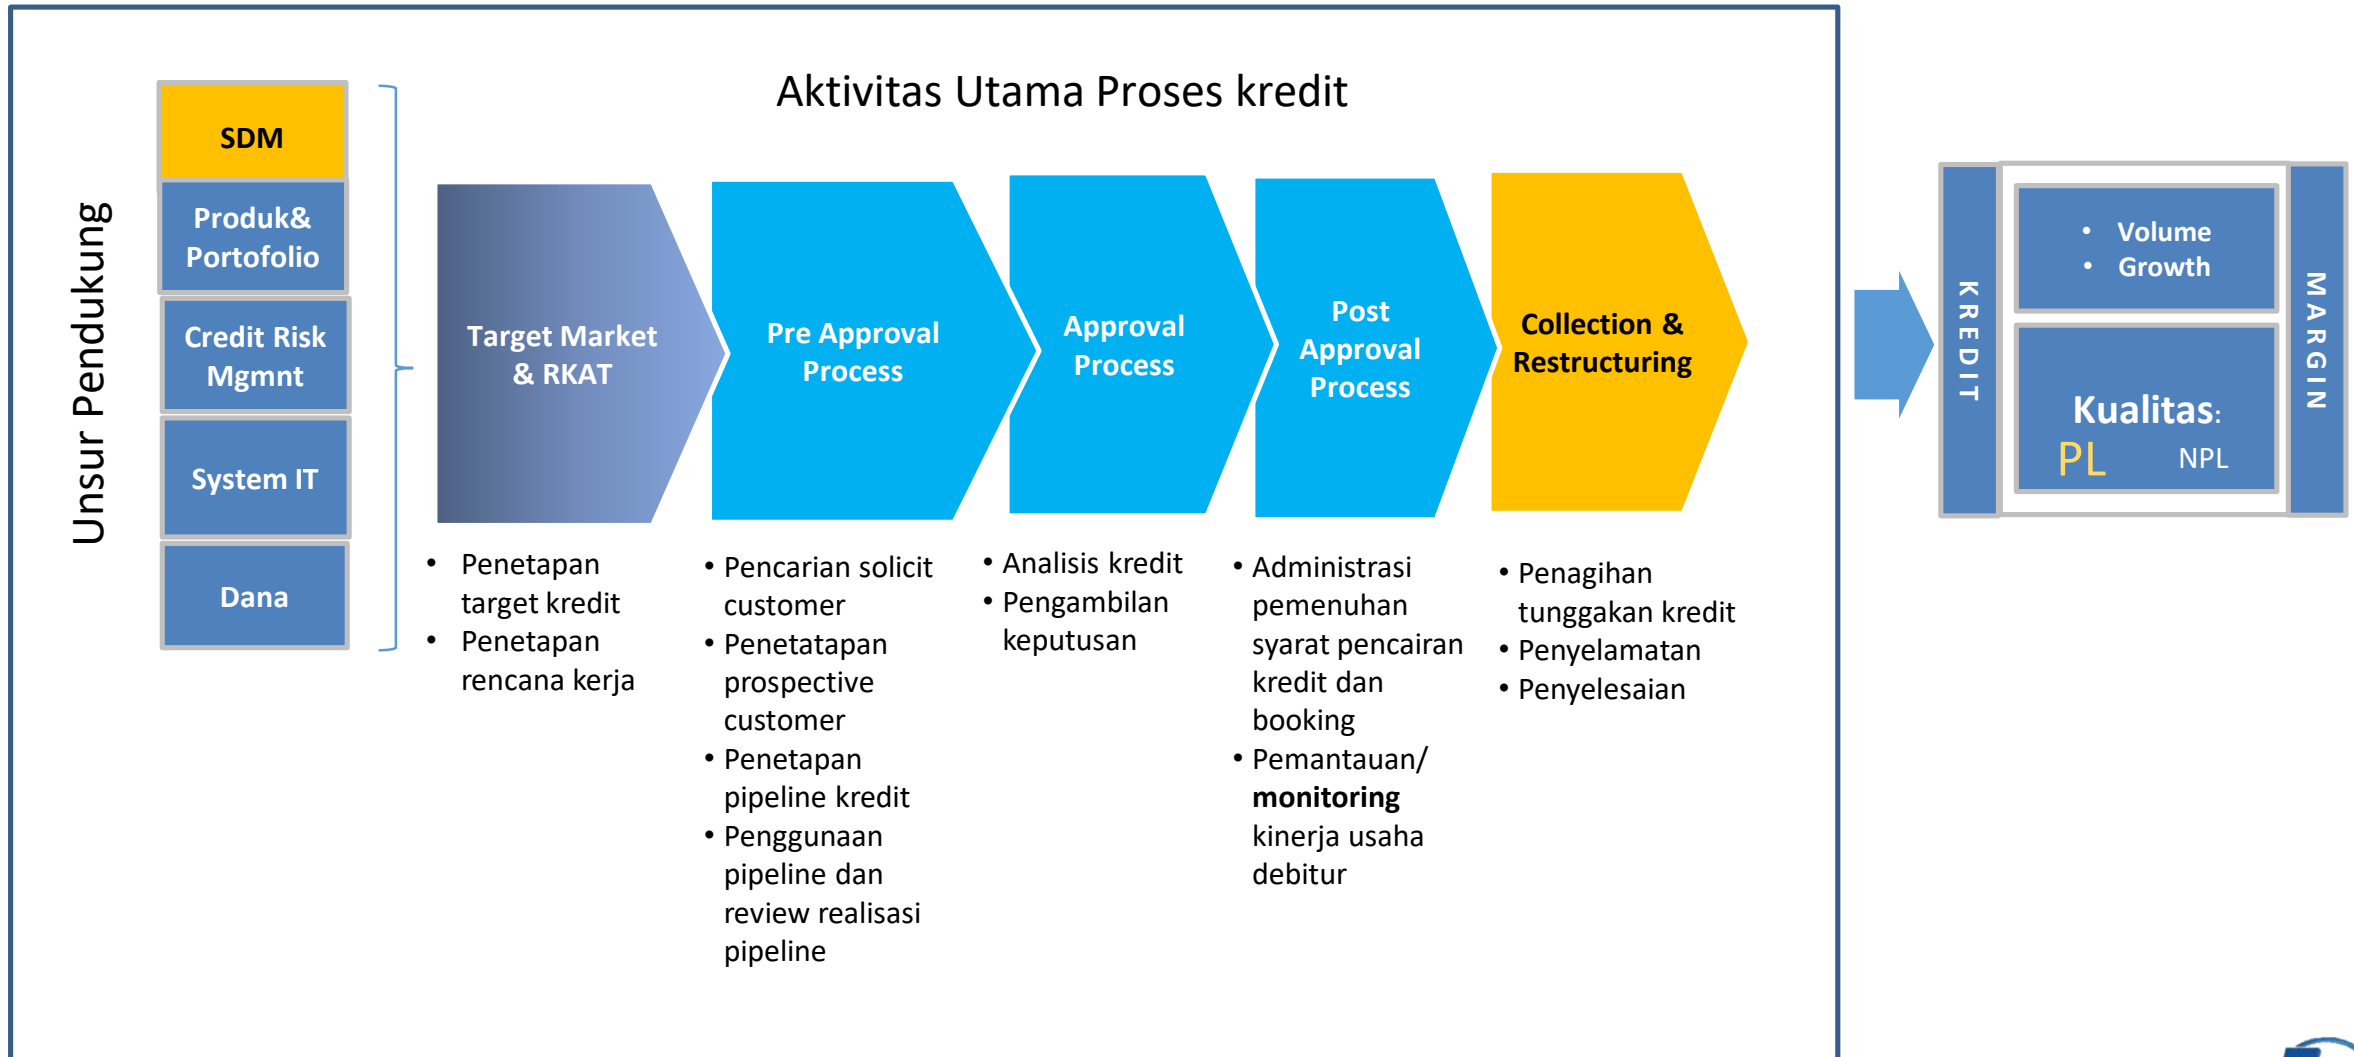 Aktivitas Utama Proses kredit
Unsur Pendukung
SDM
Produk&
Portofolio
Credit Risk
Mgmnt
System IT
Dana
Target Market
& RKAT
• Penetapan
target kredit
• Penetapan
rencana kerja
Pre Approval
Process
• Pencarian solicit
customer
• Penetatapan
prospective
customer
• Penetapan
pipeline kredit
• Penggunaan
pipeline dan
review realisasi
pipeline
Approval
Process
• Analisis kredit
• Pengambilan
keputusan
Post
Approval
Process
• Administrasi
pemenuhan
syarat pencairan
kredit dan
booking
• Pemantauan/
monitoring
kinerja usaha
debitur
Collection &
Restructuring
• Penagihan
tunggakan kredit
• Penyelamatan
• Penyelesaian
KREDIT
• Volume
• Growth
Kualitas:
PL NPL
MARGIN